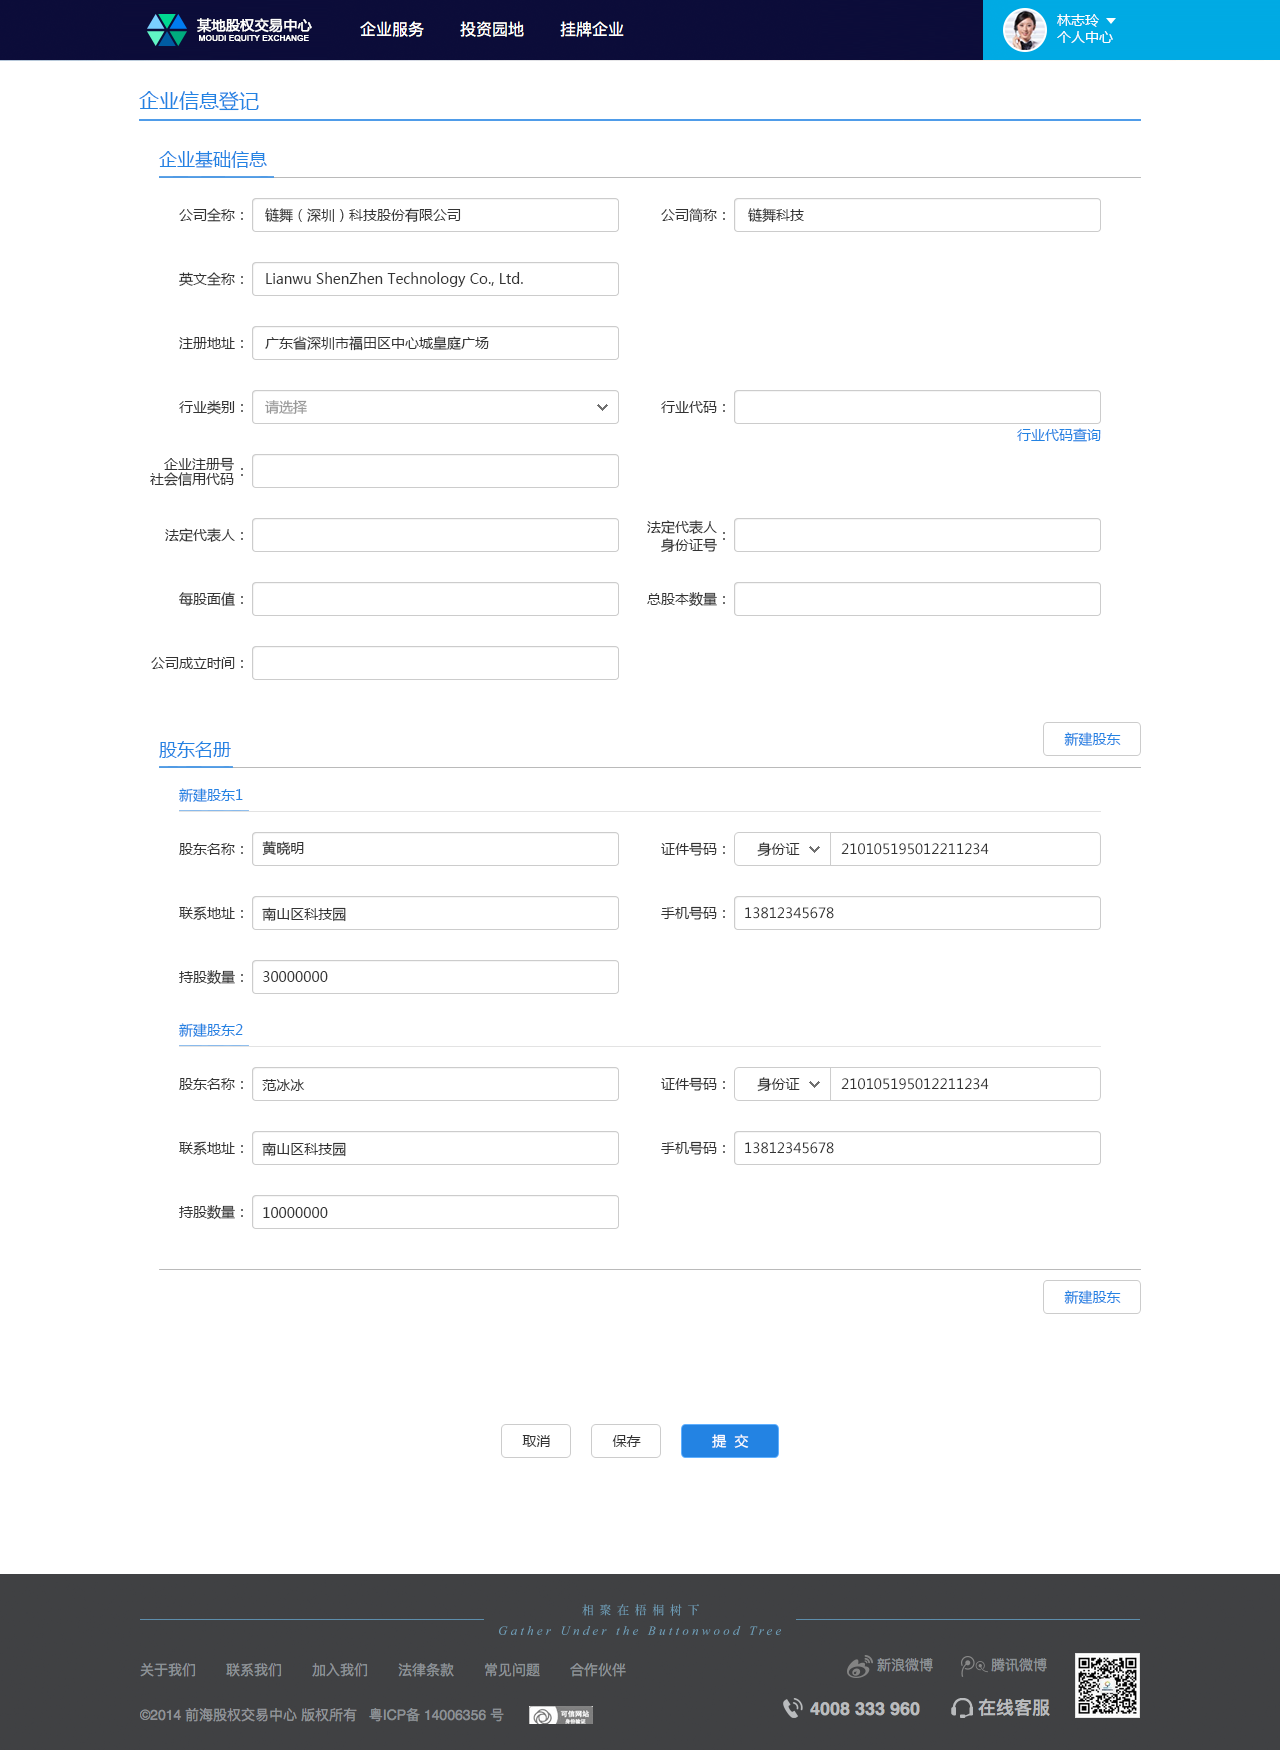 某地股权交易中心
MOUDI EQUITY EXCHANGE
企业服务 投资园地 挂牌企业
林志玲
个人中心
企业信息登记
企业基础信息
公司全称： 链舞（深圳）科技股份有限公司 公司简称： 链舞科技
英文全称： Lianwu ShenZhen Technology Co., Ltd.
注册地址： 广东省深圳市福田区中心城皇庭广场
行业类别： 请选择 行业代码：
行业代码查询
企业注册号
社会信用代码：
法定代表人： 法定代表人
身份证号：
每股面值： 总股本数量：
公司成立时间：
新建股东
股东名册
新建股东1
股东名称： 黄晓明 证件号码： 身份证 210105195012211234
联系地址： 南山区科技园 手机号码： 13812345678
持股数量： 30000000
新建股东2
股东名称： 范冰冰 证件号码： 身份证 210105195012211234
联系地址： 南山区科技园 手机号码： 13812345678
持股数量： 10000000
新建股东
取消 保存 提 交
相聚在梧桐树下
Gather Under the Buttonwood Tree
关于我们 联系我们 加入我们 法律条款 常见问题 合作伙伴 新浪微博 腾讯微博
©2014 前海股权交易中心 版权所有 粤ICP备 14006356 号 可信网站
身份验证
4008 333 960 在线客服